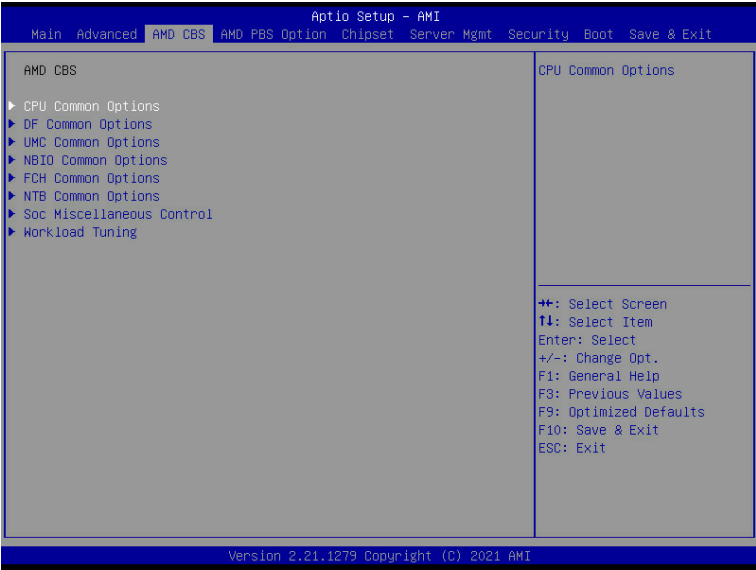 Aptio Setup - AMI
Main Advanced AMD CBS AMD PBS Option Chipset Server Mgmt Security Boot Save & Exit
AMD CBS
CPU Common Options
DF Common Options
UMC Common Options
NBIO Common Options
FCH Common Options
NTB Common Options
Soc Miscellaneous Control
Workload Tuning
CPU Common Options
→←: Select Screen
↑↓: Select Item
Enter: Select
+/-: Change Opt.
F1: General Help
F3: Previous Values
F9: Optimized Defaults
F10: Save & Exit
ESC: Exit
Version 2.21.1279 Copyright (C) 2021 AMI